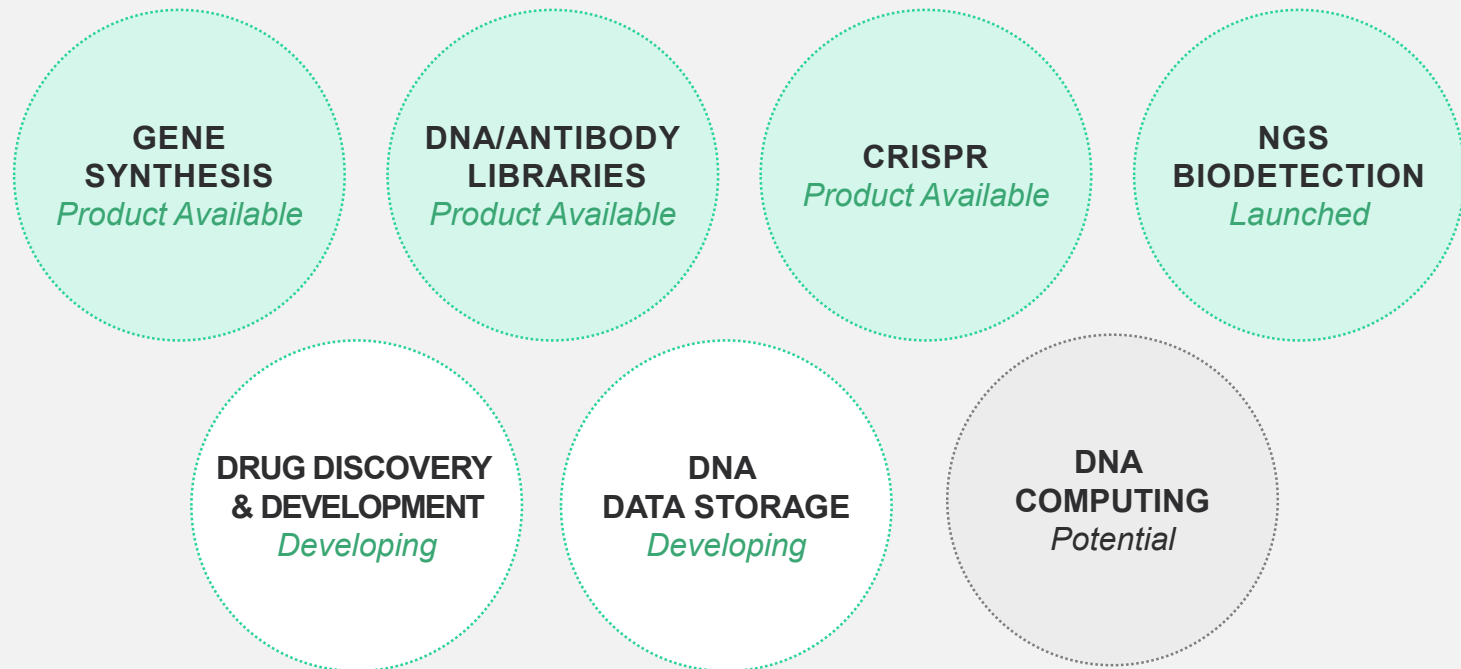 GENE
SYNTHESIS
Product Available
DNA/ANTIBODY
LIBRARIES
Product Available
CRISPR
Product Available
NGS
BIODETECTION
Launched
DRUG DISCOVERY
& DEVELOPMENT
Developing
DNA
DATA STORAGE
Developing
DNA
COMPUTING
Potential